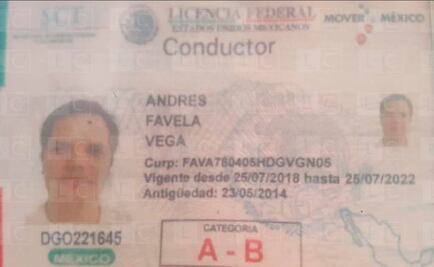 SCT
LICENCIA FEDERAL
ESTADOS UNIDOS MEXICANOS
MOVER A MÉXICO
Conductor
ANDRES
FAVELA
VEGA
Curp: FAVA780405HDGVGN05
Vigente desde 25/07/2018 hasta 25/07/2022
Antigüedad: 23/05/2014
DGO221645
MÉXICO
CATEGORIA
A - B